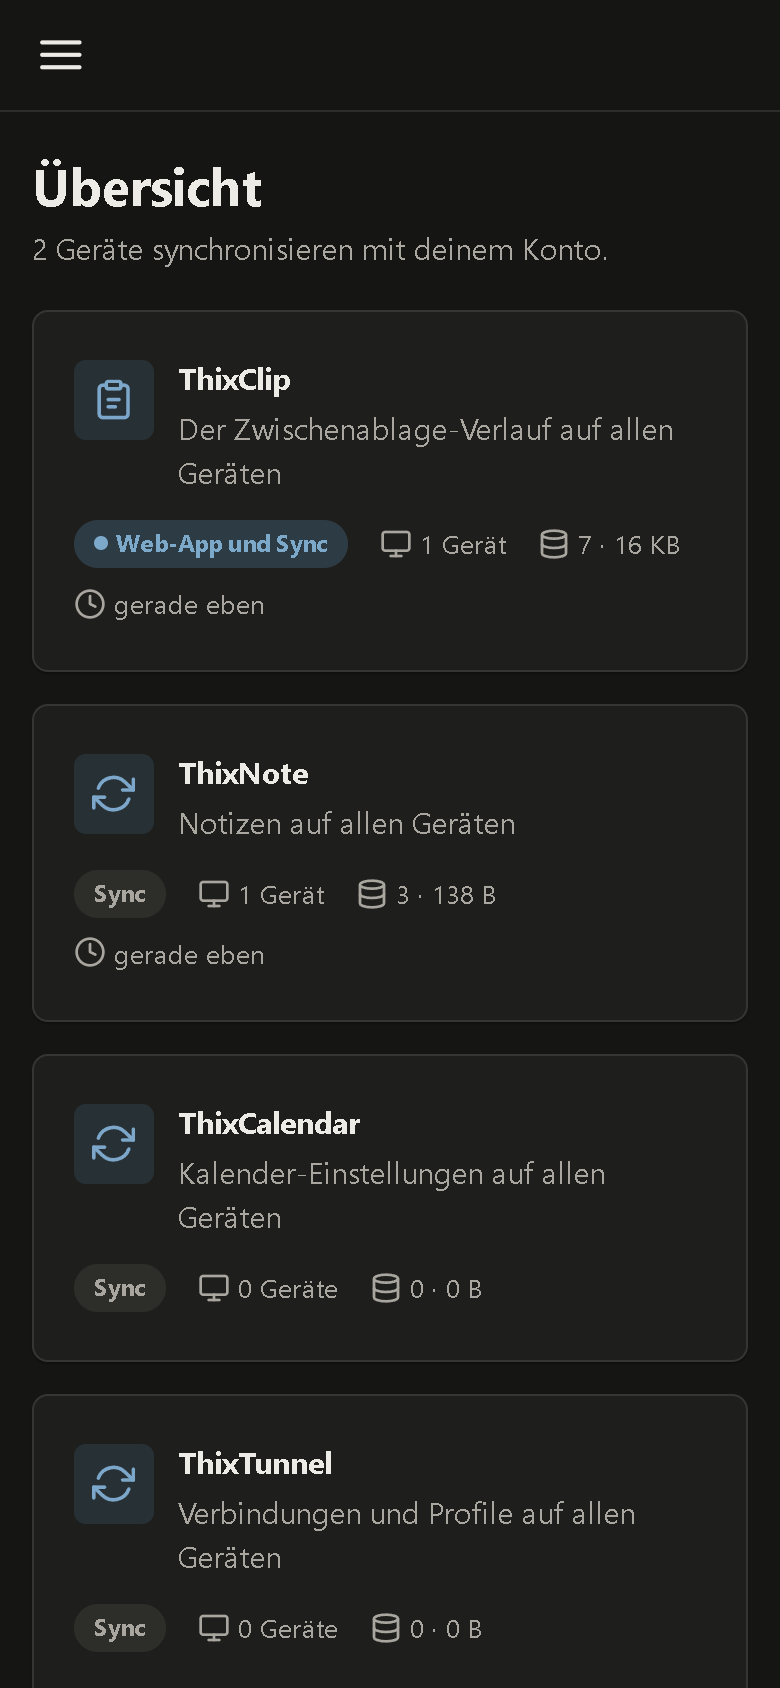 Übersicht
2 Geräte synchronisieren mit deinem Konto.
ThixClip
Der Zwischenablage-Verlauf auf allen
Geräten
Web-App und Sync 1 Gerät 7 · 16 KB
gerade eben
ThixNote
Notizen auf allen Geräten
Sync 1 Gerät 3 · 138 B
gerade eben
ThixCalendar
Kalender-Einstellungen auf allen
Geräten
Sync 0 Geräte 0 · 0 B
ThixTunnel
Verbindungen und Profile auf allen
Geräten
Sync 0 Geräte 0 · 0 B